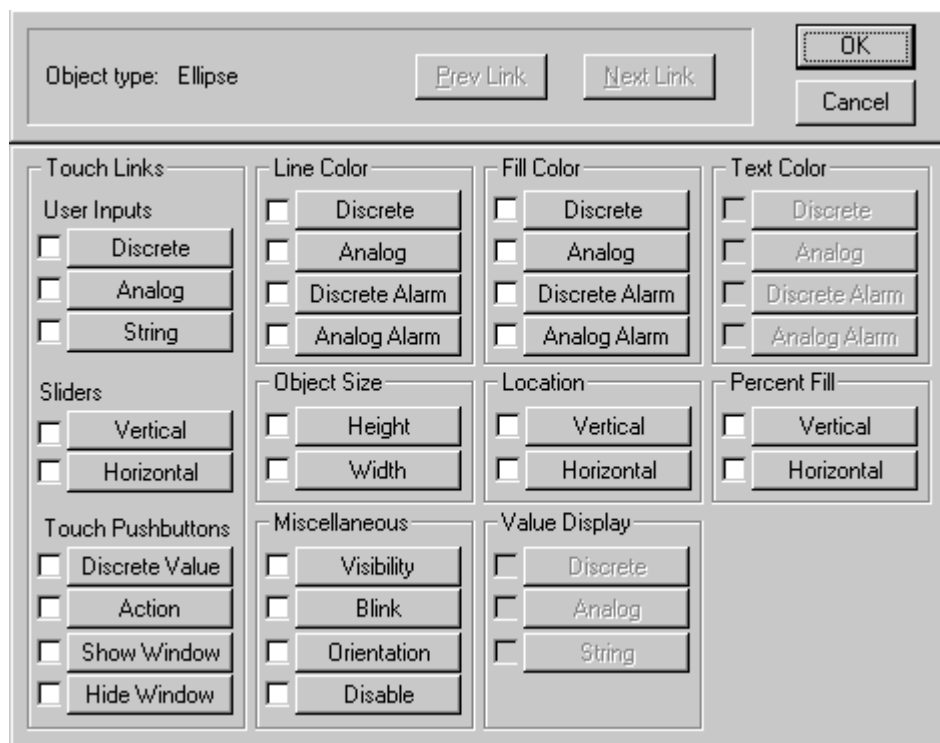 Object type: Ellipse
Prev Link
Next Link
OK
Cancel
Touch Links
User Inputs
Discrete
Analog
String
Sliders
Vertical
Horizontal
Touch Pushbuttons
Discrete Value
Action
Show Window
Hide Window
Line Color
Discrete
Analog
Discrete Alarm
Analog Alarm
Object Size
Height
Width
Miscellaneous
Visibility
Blink
Orientation
Disable
Fill Color
Discrete
Analog
Discrete Alarm
Analog Alarm
Location
Vertical
Horizontal
Value Display
Discrete
Analog
String
Text Color
Discrete
Analog
Discrete Alarm
Analog Alarm
Percent Fill
Vertical
Horizontal